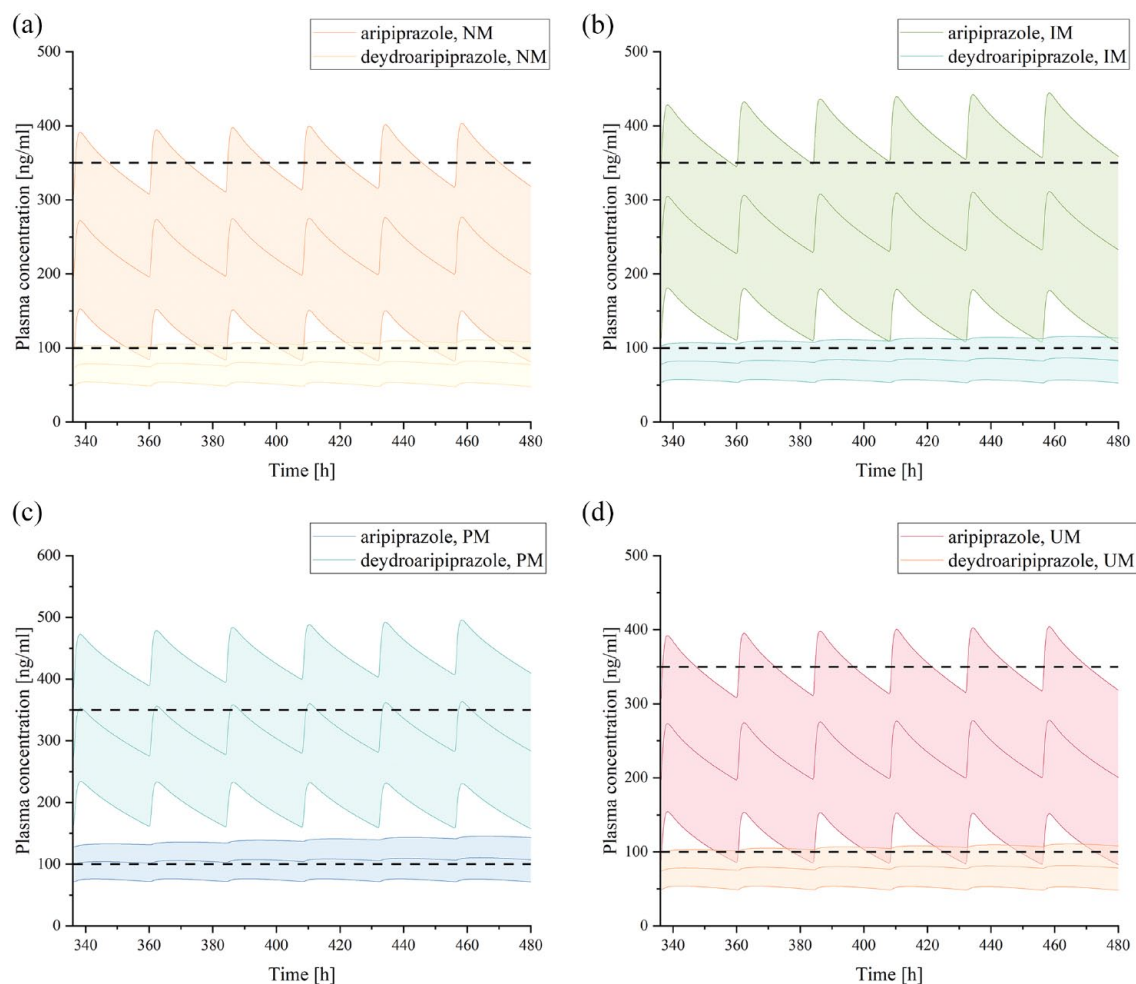 (a)
aripiprazole, NM
deydroaripiprazole, NM
Plasma concentration [ng/ml]
500
400
300
200
100
0
340 360 380 400 420 440 460 480
Time [h]
(b)
aripiprazole, IM
deydroaripiprazole, IM
Plasma concentration [ng/ml]
500
400
300
200
100
0
340 360 380 400 420 440 460 480
Time [h]
(c)
aripiprazole, PM
deydroaripiprazole, PM
Plasma concentration [ng/ml]
600
500
400
300
200
100
0
340 360 380 400 420 440 460 480
Time [h]
(d)
aripiprazole, UM
deydroaripiprazole, UM
Plasma concentration [ng/ml]
500
400
300
200
100
0
340 360 380 400 420 440 460 480
Time [h]